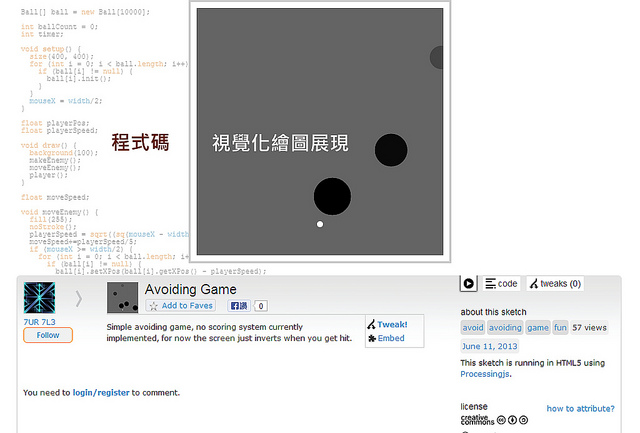 Ball[] ball = new Ball[10000];
int ballCount = 0;
int timer;
void setup() {
size(400, 400);
for (int i = 0; i < ball.length; i++)
if (ball[i] != null) {
ball[i].init();
}
}
mouseX = width/2;
}
float playerPos;
float playerSpeed;
void draw() {
background(100);
makeEnemy();
moveEnemy();
player();
}
float moveSpeed;
void moveEnemy() {
fill(255);
noStroke();
playerSpeed = sqrt((sq(mouseX - width
moveSpeed+=playerSpeed/5;
if (mouseX >= width/2) {
for (int i = 0; i < ball.length; i+
if (ball[i] != null) {
ball[i].setXPos(ball[i].getXPos() - playerSpeed);
程式碼
視覺化繪圖展現
7UR 7L3
Follow
Avoiding Game
Add to Faves
讚 0
Simple avoiding game, no scoring system currently
implemented, for now the screen just inverts when you get hit.
Tweak!
Embed
You need to login/register to comment.
code
tweaks (0)
about this sketch
avoid avoiding game fun 57 views
June 11, 2013
This sketch is running in HTML5 using
Processingjs.
license
how to attribute?
creative
commons